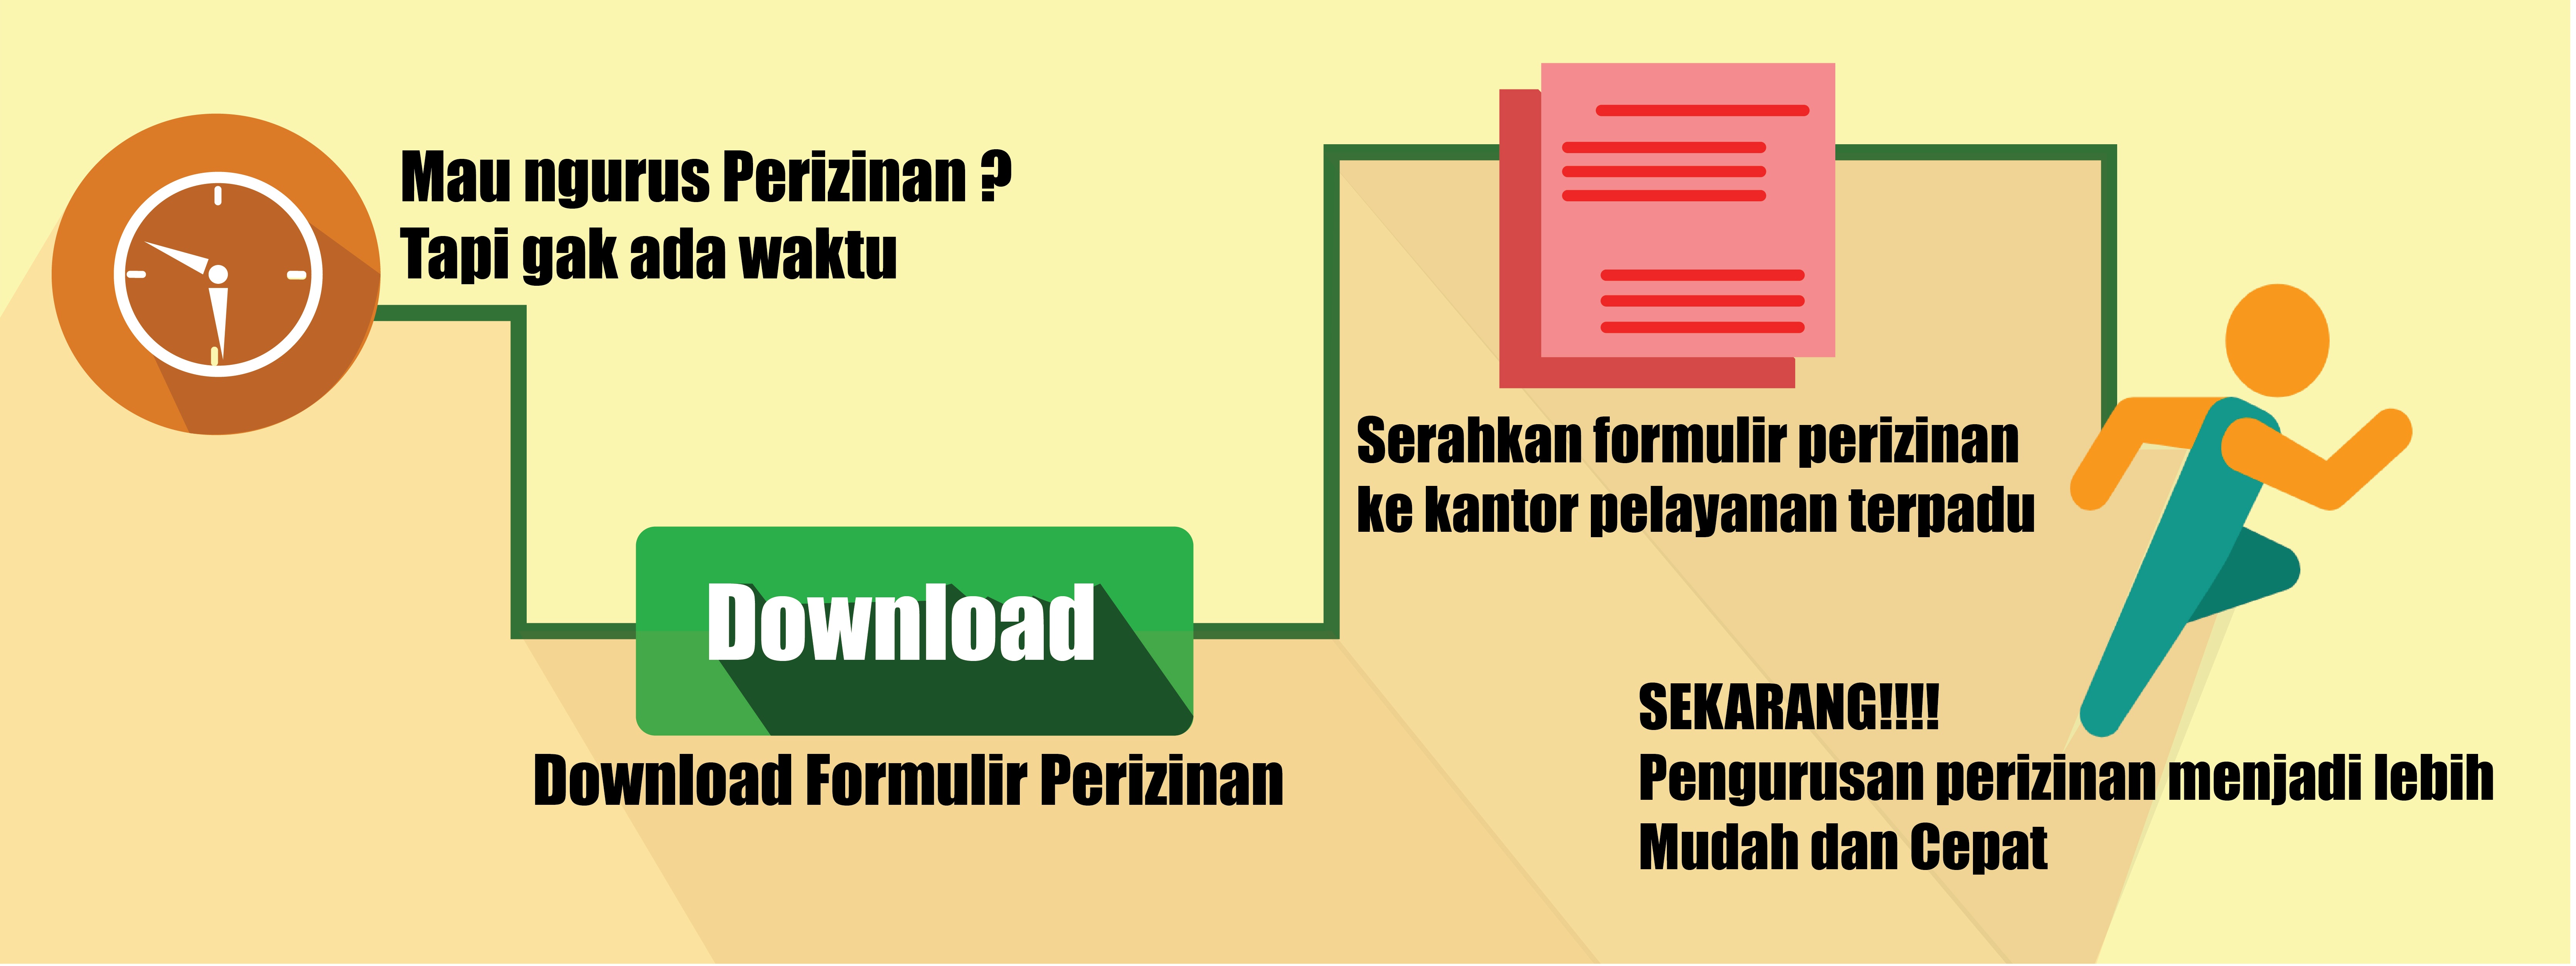 Mau ngurus Perizinan ?
Tapi gak ada waktu
Download
Download Formulir Perizinan
Serahkan formulir perizinan
ke kantor pelayanan terpadu
SEKARANG!!!!
Pengurusan perizinan menjadi lebih
Mudah dan Cepat